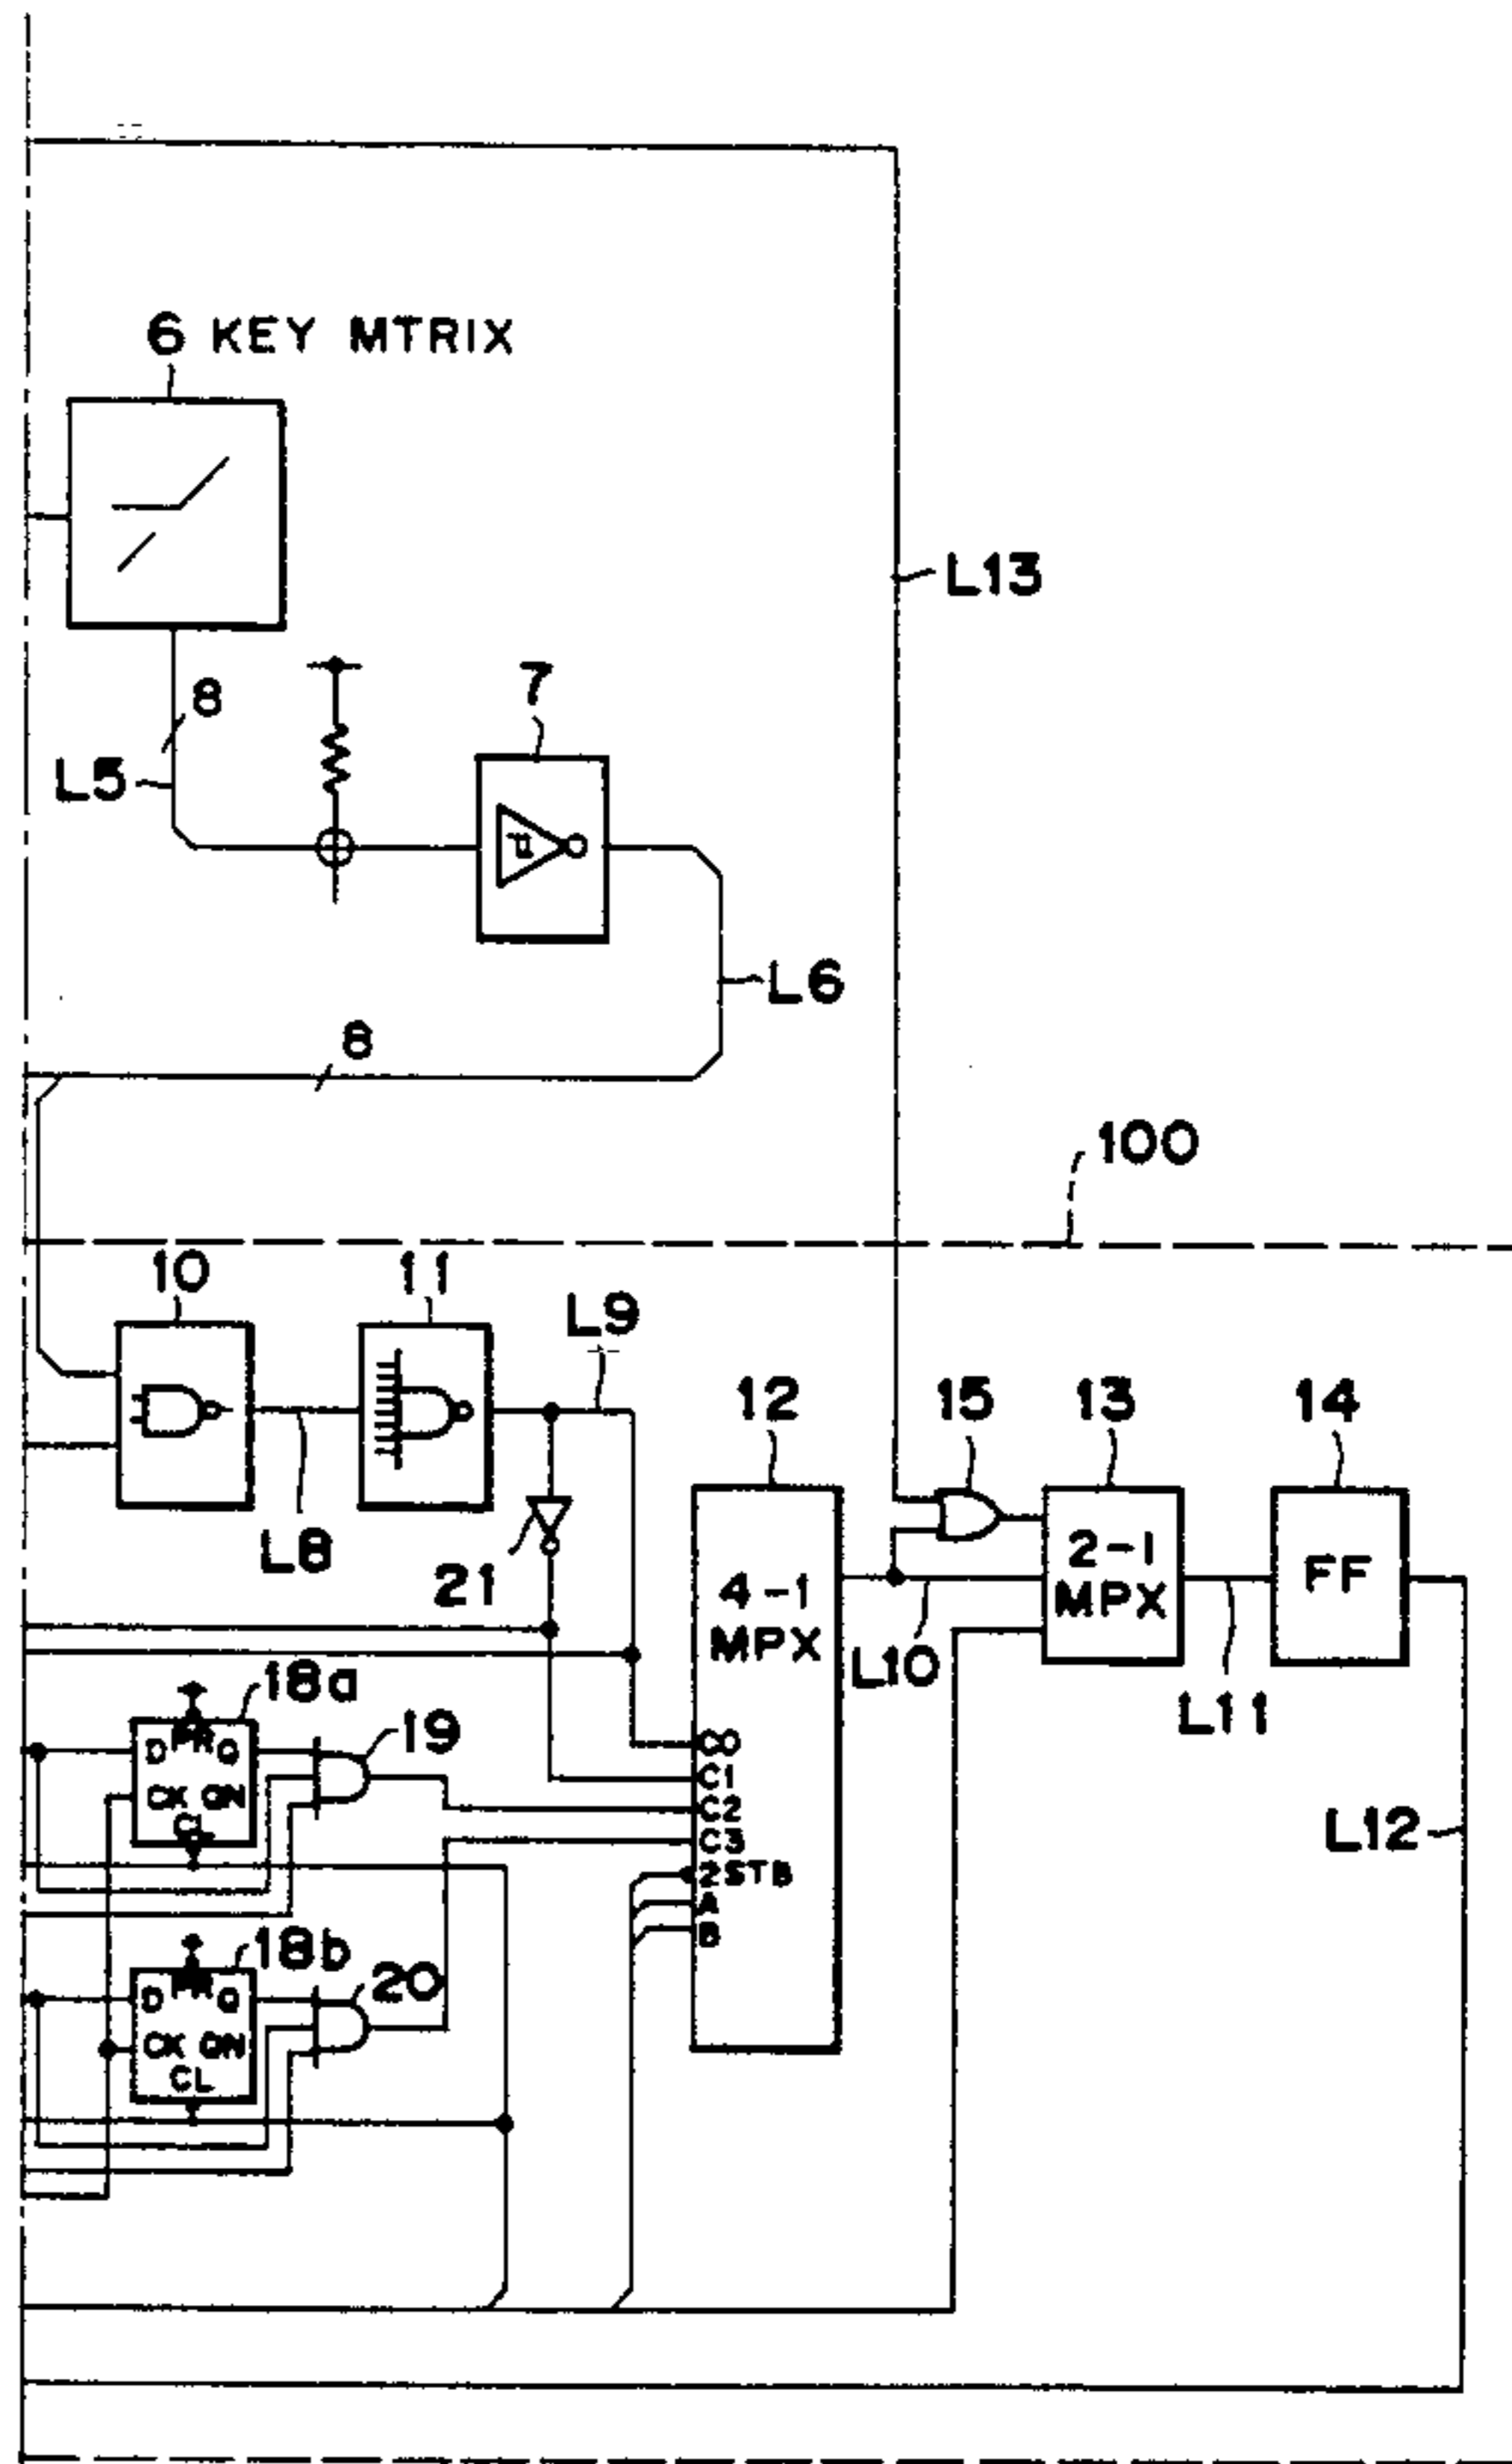 6 KEY MTRIX
L13
8
7
L5
L6
8
100
10
11
L9
12
15
13
14
L8
21
4-1
MPX
2-1
MPX
FF
L10
L11
18a
19
D PR Q
CK QN
CL
C0
C1
C2
C3
2STB
A
B
L12
18b
20
D PR Q
CK QN
CL